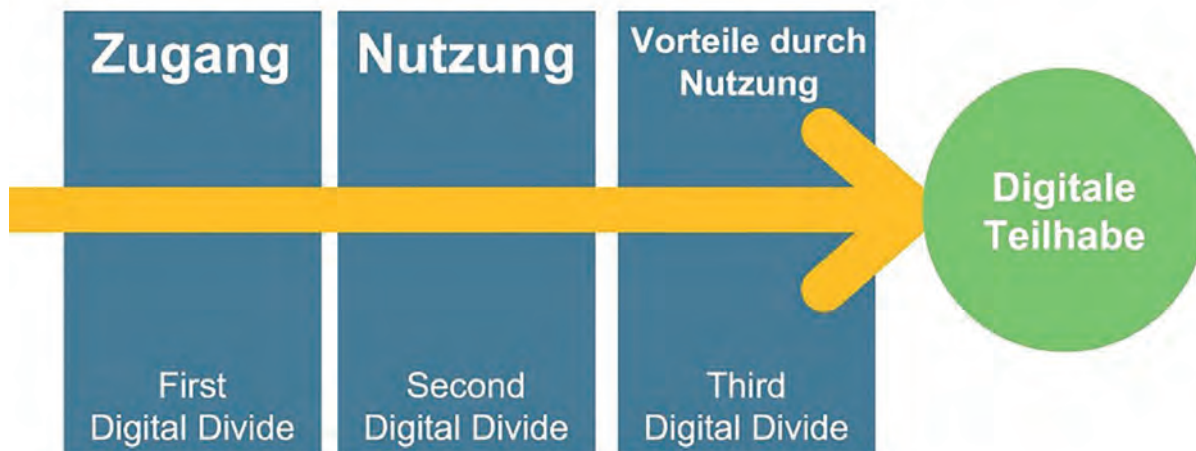 Zugang
First
Digital Divide
Nutzung
Second
Digital Divide
Vorteile durch
Nutzung
Third
Digital Divide
Digitale
Teilhabe